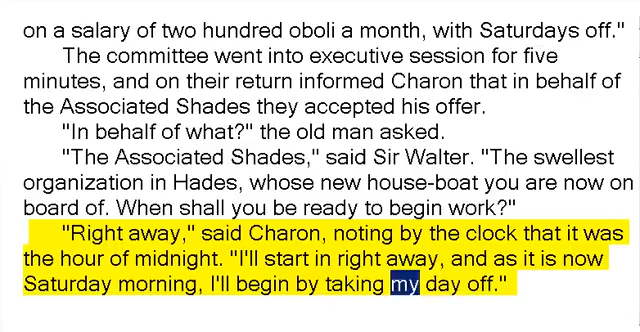 on a salary of two hundred oboli a month, with Saturdays off."
The committee went into executive session for five
minutes, and on their return informed Charon that in behalf of
the Associated Shades they accepted his offer.
"In behalf of what?" the old man asked.
"The Associated Shades," said Sir Walter. "The swellest
organization in Hades, whose new house-boat you are now on
board of. When shall you be ready to begin work?"
"Right away," said Charon, noting by the clock that it was
the hour of midnight. "I'll start in right away, and as it is now
Saturday morning, I'll begin by taking my day off."